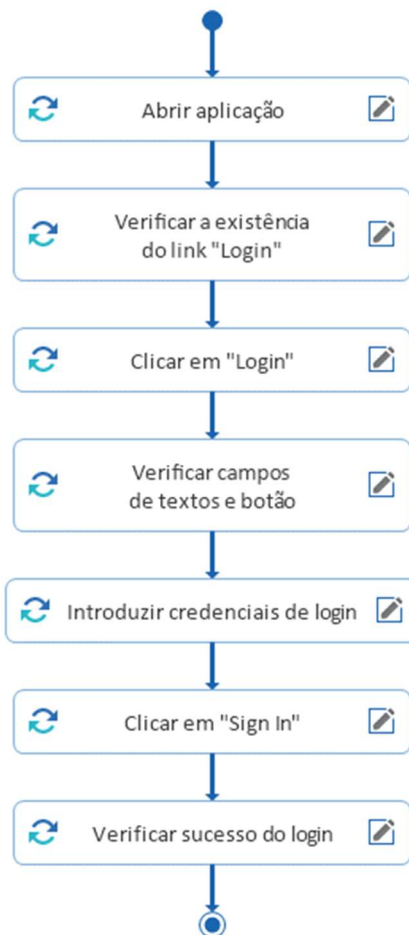 Abrir aplicação
Verificar a existência
do link "Login"
Clicar em "Login"
Verificar campos
de textos e botão
Introduzir credenciais de login
Clicar em "Sign In"
Verificar sucesso do login